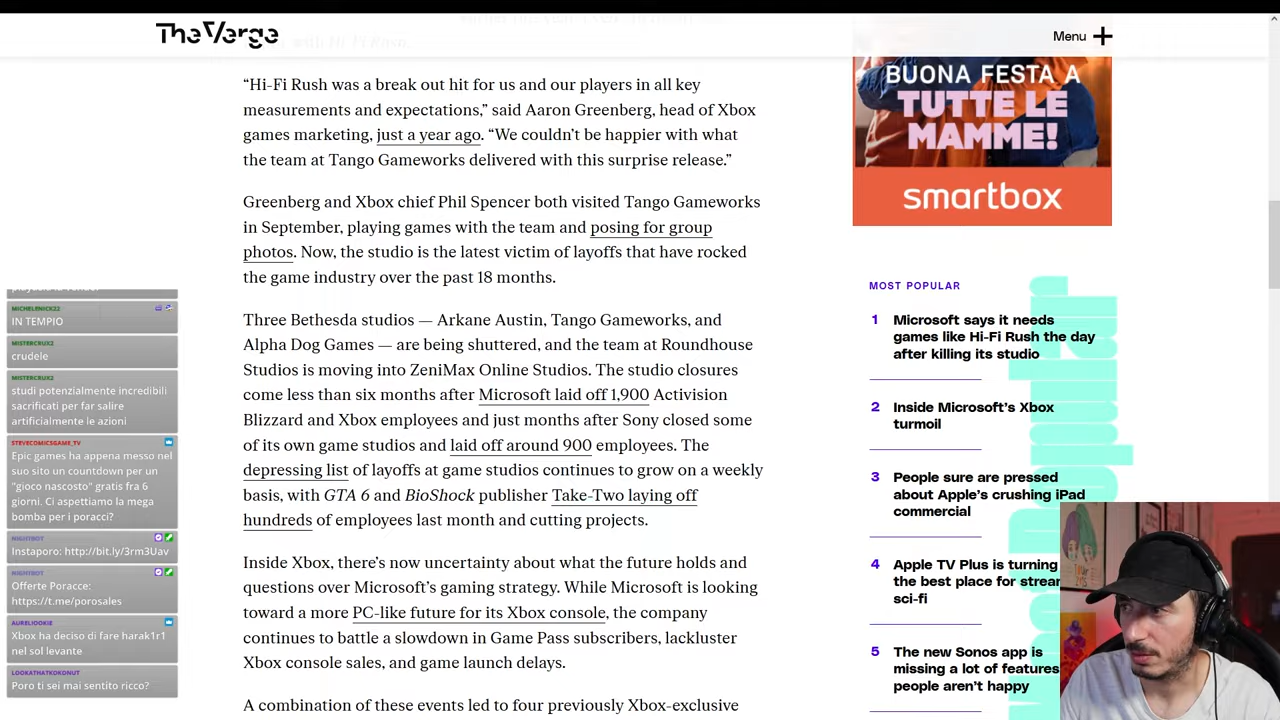 The Verge
Menu
with Hi-Fi Rush.
“Hi-Fi Rush was a break out hit for us and our players in all key
measurements and expectations,” said Aaron Greenberg, head of Xbox
games marketing, just a year ago. “We couldn’t be happier with what
the team at Tango Gameworks delivered with this surprise release.”
Greenberg and Xbox chief Phil Spencer both visited Tango Gameworks
in September, playing games with the team and posing for group
photos. Now, the studio is the latest victim of layoffs that have rocked
the game industry over the past 18 months.
Three Bethesda studios — Arkane Austin, Tango Gameworks, and
Alpha Dog Games — are being shuttered, and the team at Roundhouse
Studios is moving into ZeniMax Online Studios. The studio closures
come less than six months after Microsoft laid off 1,900 Activision
Blizzard and Xbox employees and just months after Sony closed some
of its own game studios and laid off around 900 employees. The
depressing list of layoffs at game studios continues to grow on a weekly
basis, with GTA 6 and BioShock publisher Take-Two laying off
hundreds of employees last month and cutting projects.
Inside Xbox, there’s now uncertainty about what the future holds and
questions over Microsoft’s gaming strategy. While Microsoft is looking
toward a more PC-like future for its Xbox console, the company
continues to battle a slowdown in Game Pass subscribers, lackluster
Xbox console sales, and game launch delays.
A combination of these events led to four previously Xbox-exclusive
BUONA FESTA A
TUTTE LE
MAMME!
smartbox
MOST POPULAR
1 Microsoft says it needs
games like Hi-Fi Rush the day
after killing its studio
2 Inside Microsoft’s Xbox
turmoil
3 People sure are pressed
about Apple’s crushing iPad
commercial
4 Apple TV Plus is turning
the best place for
sci-fi
5 The new Sonos app is
missing a lot of features
people aren’t happy
MICHELENICK22
IN TEMPIO
MISTERCRUX2
crudele
MISTERCRUX2
studi potenzialmente incredibili
sacrificati per far salire
artificialmente le azioni
STEVECOMICSGAME_TV
Epic games ha appena messo nel
suo sito un countdown per un
"gioco nascosto" gratis fra 6
giorni. Ci aspettiamo la mega
bomba per i poracci?
NIGHTBOT
Instaporo: http://bit.ly/3rm3Uav
NIGHTBOT
Offerte Poracce:
https://t.me/porosales
AURELIOOKIE
Xbox ha deciso di fare harak1r1
nel sol levante
LOOKATHATKOKONUT
Poro ti sei mai sentito ricco?